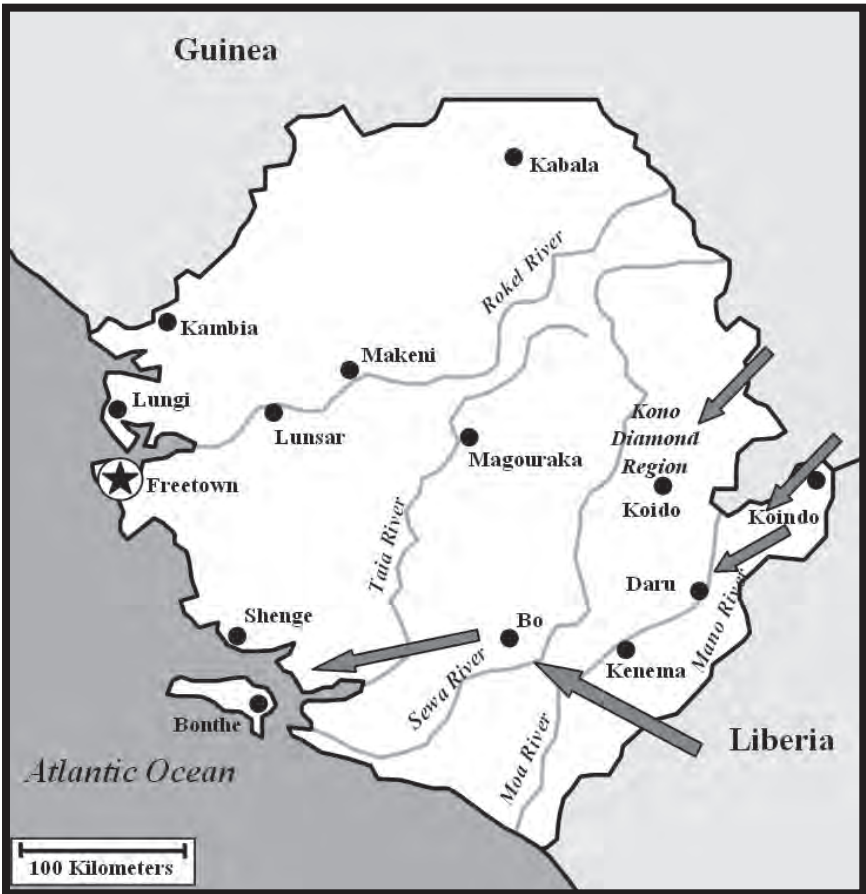 Guinea
Kabala
Rokel River
Kambia
Makeni
Lungi
Lunsar
Kono
Diamond
Region
Magouraka
Freetown
Koido
Koindo
Taia River
Daru
Mano River
Shenge
Bo
Kenema
Sewa River
Bonthe
Moa River
Liberia
Atlantic Ocean
100 Kilometers